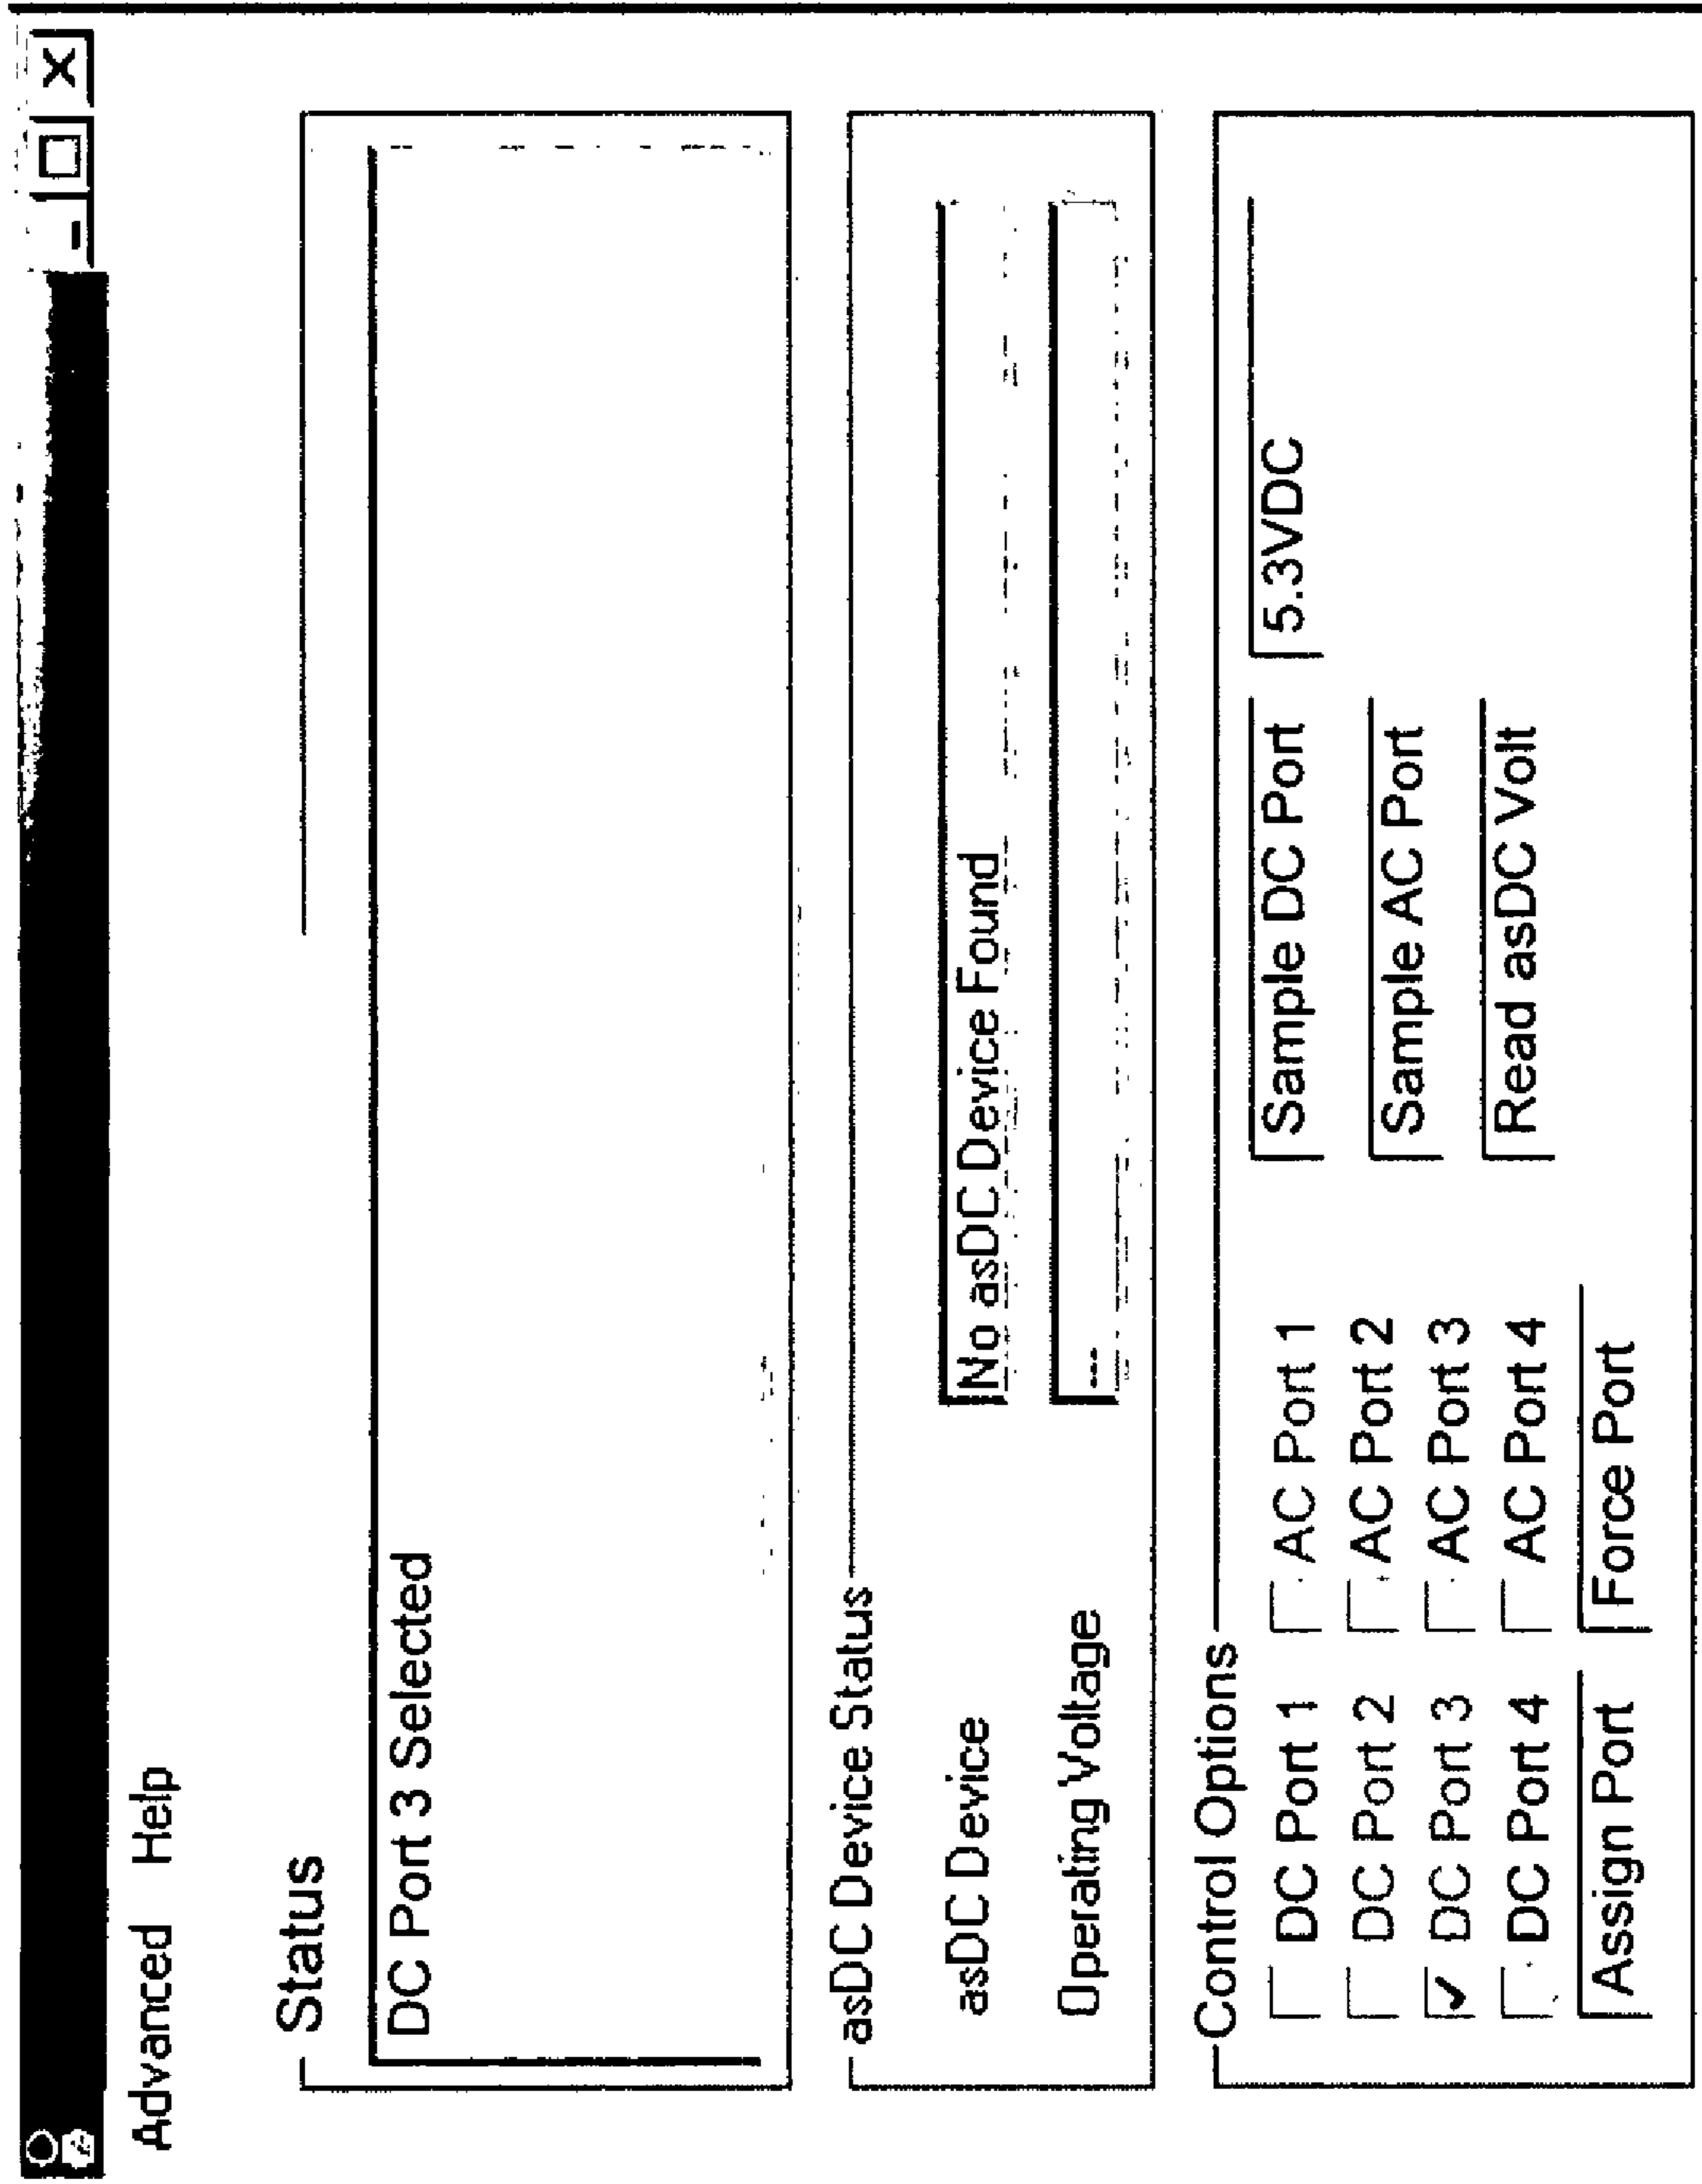 Advanced Help
Status
DC Port 3 Selected
asDC Device Status
asDC Device No asDC Device Found
Operating Voltage ---
Control Options
DC Port 1 AC Port 1 Sample DC Port 5.3VDC
DC Port 2 AC Port 2 Sample AC Port
DC Port 3 AC Port 3 Read asDC Volt
DC Port 4 AC Port 4
Assign Port Force Port